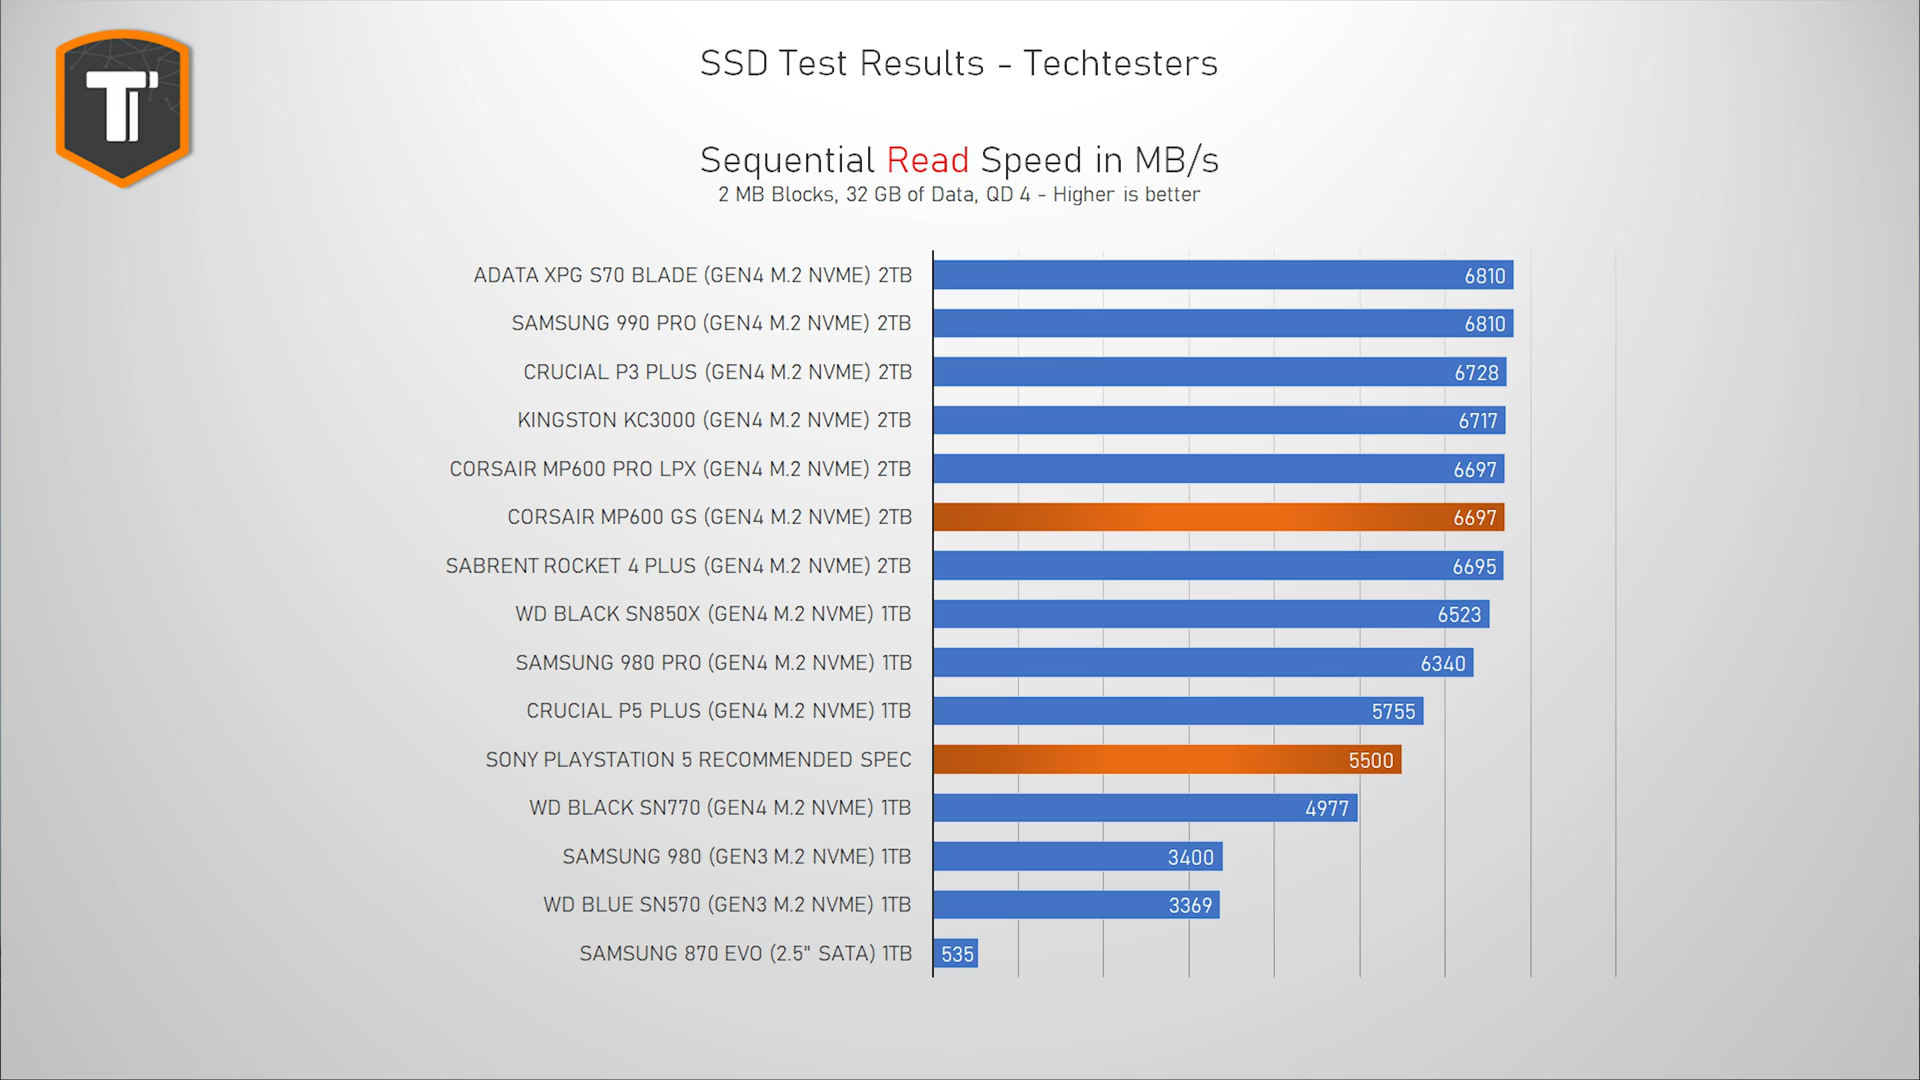 SSD Test Results - Techtesters
Sequential Read Speed in MB/s
2 MB Blocks, 32 GB of Data, QD 4 - Higher is better
ADATA XPG S70 BLADE (GEN4 M.2 NVME) 2TB 6810
SAMSUNG 990 PRO (GEN4 M.2 NVME) 2TB 6810
CRUCIAL P3 PLUS (GEN4 M.2 NVME) 2TB 6728
KINGSTON KC3000 (GEN4 M.2 NVME) 2TB 6717
CORSAIR MP600 PRO LPX (GEN4 M.2 NVME) 2TB 6697
CORSAIR MP600 GS (GEN4 M.2 NVME) 2TB 6697
SABRENT ROCKET 4 PLUS (GEN4 M.2 NVME) 2TB 6695
WD BLACK SN850X (GEN4 M.2 NVME) 1TB 6523
SAMSUNG 980 PRO (GEN4 M.2 NVME) 1TB 6340
CRUCIAL P5 PLUS (GEN4 M.2 NVME) 1TB 5755
SONY PLAYSTATION 5 RECOMMENDED SPEC 5500
WD BLACK SN770 (GEN4 M.2 NVME) 1TB 4977
SAMSUNG 980 (GEN3 M.2 NVME) 1TB 3400
WD BLUE SN570 (GEN3 M.2 NVME) 1TB 3369
SAMSUNG 870 EVO (2.5" SATA) 1TB 535